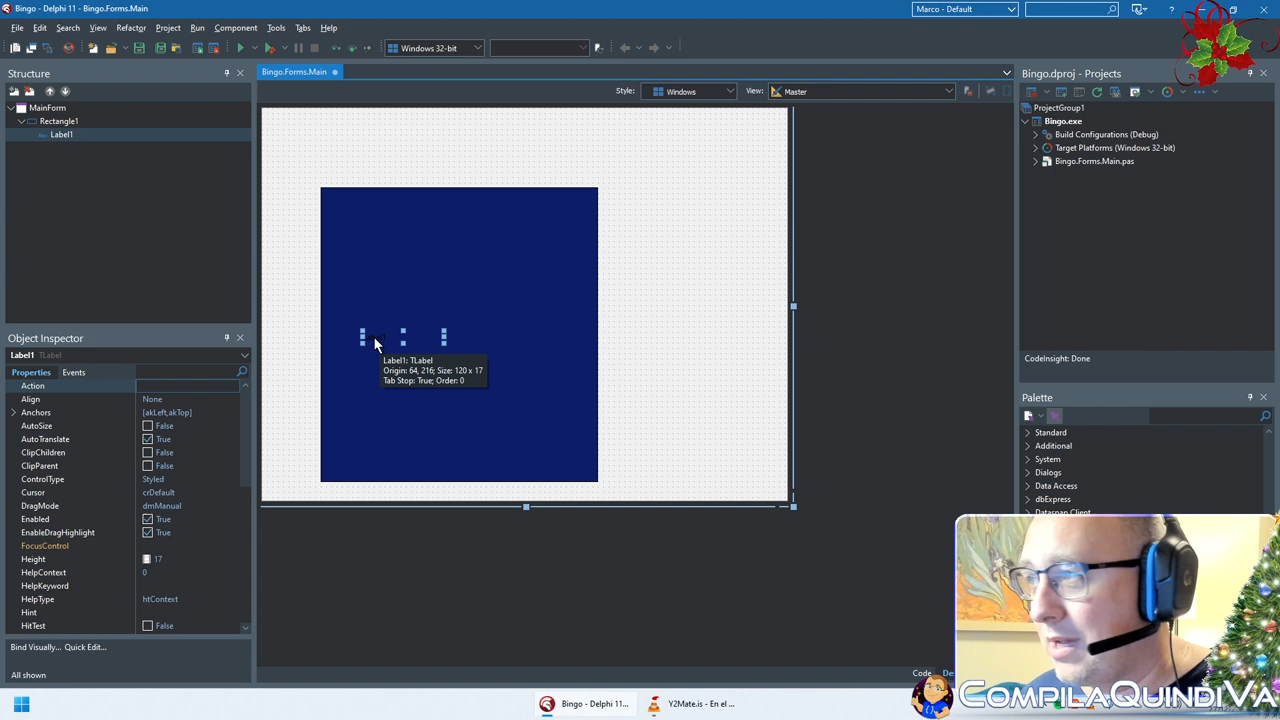 Bingo - Delphi 11 - Bingo.Forms.Main
Marco - Default
File Edit Search View Refactor Project Run Component Tools Tabs Help
Windows 32-bit
Structure
Bingo.Forms.Main
Bingo.dproj - Projects
Style: Windows View: Master
MainForm
Rectangle1
Label1
ProjectGroup1
Bingo.exe
Build Configurations (Debug)
Target Platforms (Windows 32-bit)
Bingo.Forms.Main.pas
Label1: TLabel
Origin: 64, 216; Size: 120 x 17
Tab Stop: True; Order: 0
CodeInsight: Done
Object Inspector
Label1 TLabel
Properties Events
Action
Align None
Anchors [akLeft,akTop]
AutoSize False
AutoTranslate True
ClipChildren False
ClipParent False
ControlType Styled
Cursor crDefault
DragMode dmManual
Enabled True
EnableDragHighlight True
FocusControl
Height 17
HelpContext 0
HelpKeyword
HelpType htContext
Hint
HitTest False
Bind Visually... Quick Edit...
All shown
Palette
Standard
Additional
System
Dialogs
Data Access
dbExpress
Datasnap Client
Code De
Bingo - Delphi 11...
Y2Mate.is - En el ...
COMPILAQUINDIVA